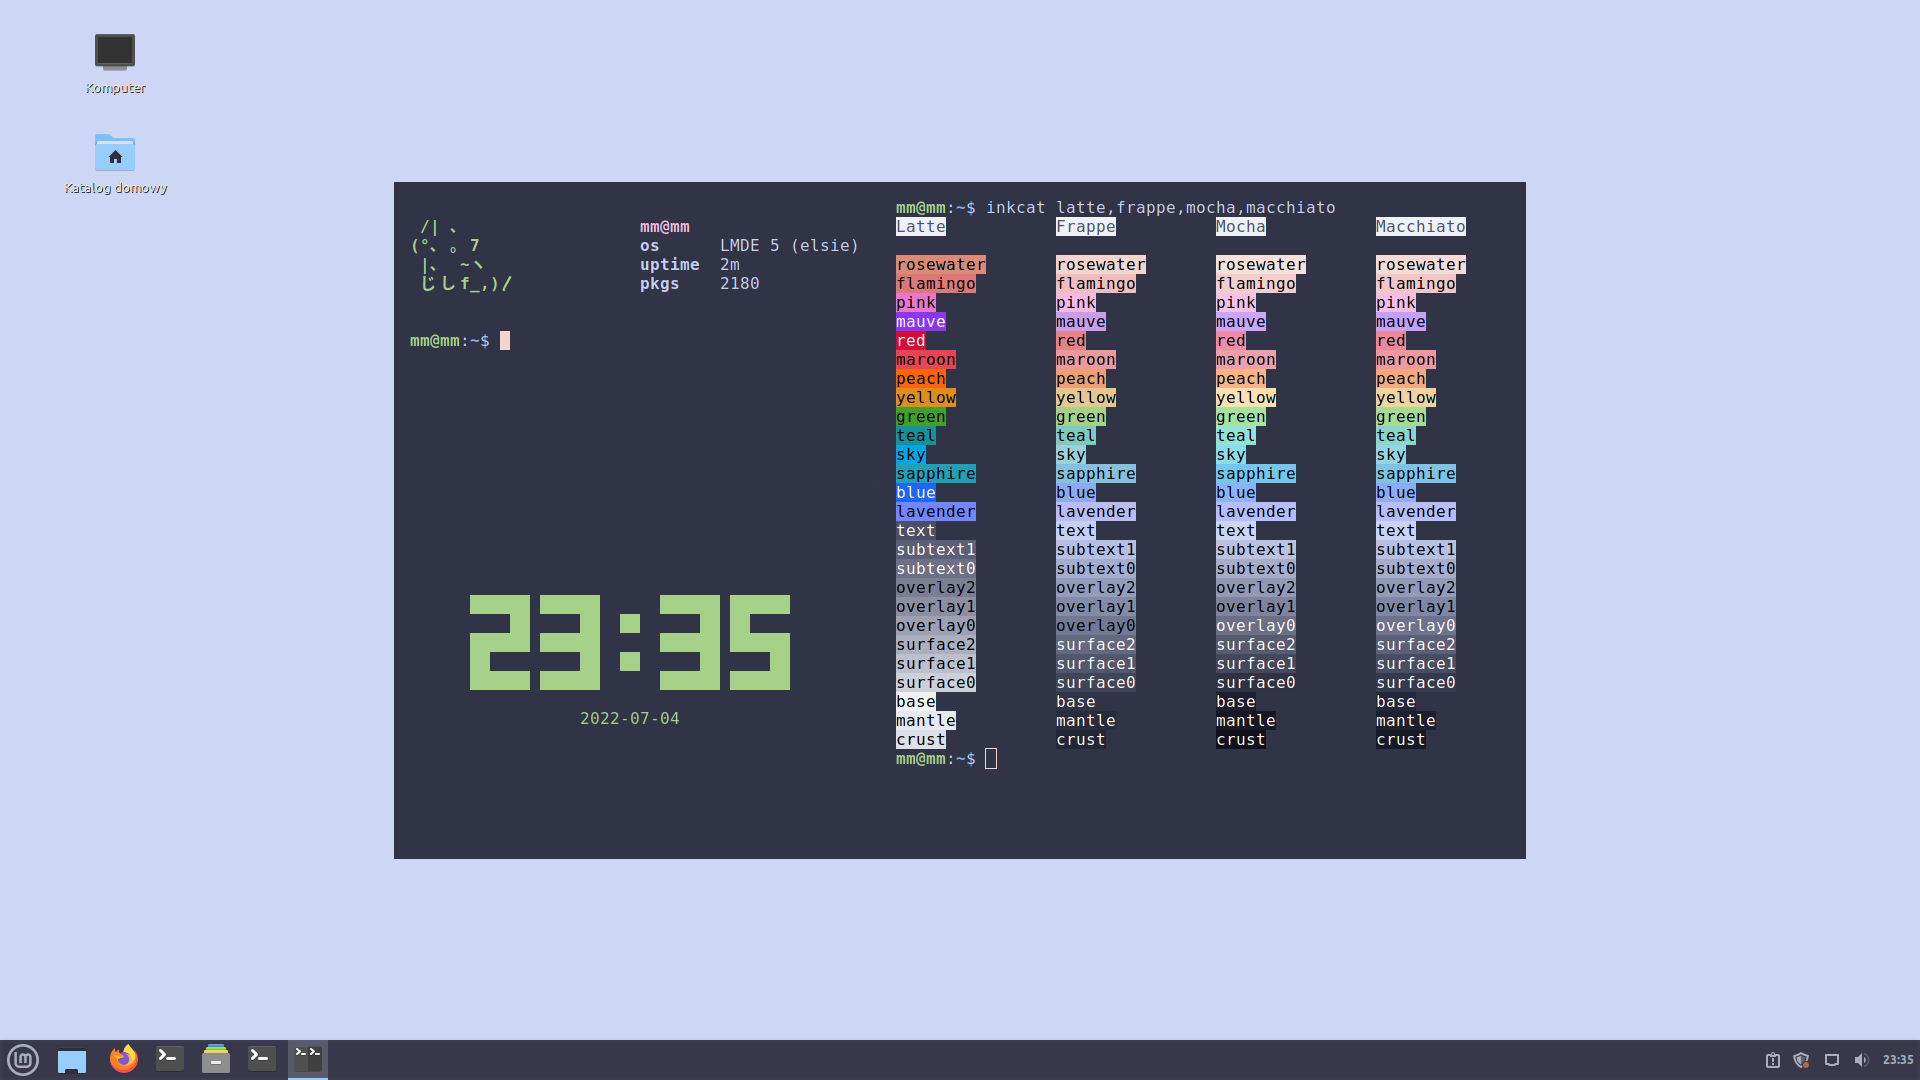 Komputer
Katalog domowy
/| 、
(°、 。7
|、 ~ヽ
じしf_,)/
mm@mm
os LMDE 5 (elsie)
uptime 2m
pkgs 2180
mm@mm:~$
23:35
2022-07-04
mm@mm:~$ inkcat latte,frappe,mocha,macchiato
Latte Frappe Mocha Macchiato
rosewater rosewater rosewater rosewater
flamingo flamingo flamingo flamingo
pink pink pink pink
mauve mauve mauve mauve
red red red red
maroon maroon maroon maroon
peach peach peach peach
yellow yellow yellow yellow
green green green green
teal teal teal teal
sky sky sky sky
sapphire sapphire sapphire sapphire
blue blue blue blue
lavender lavender lavender lavender
text text text text
subtext1 subtext1 subtext1 subtext1
subtext0 subtext0 subtext0 subtext0
overlay2 overlay2 overlay2 overlay2
overlay1 overlay1 overlay1 overlay1
overlay0 overlay0 overlay0 overlay0
surface2 surface2 surface2 surface2
surface1 surface1 surface1 surface1
surface0 surface0 surface0 surface0
base base base base
mantle mantle mantle mantle
crust crust crust crust
mm@mm:~$
23:35